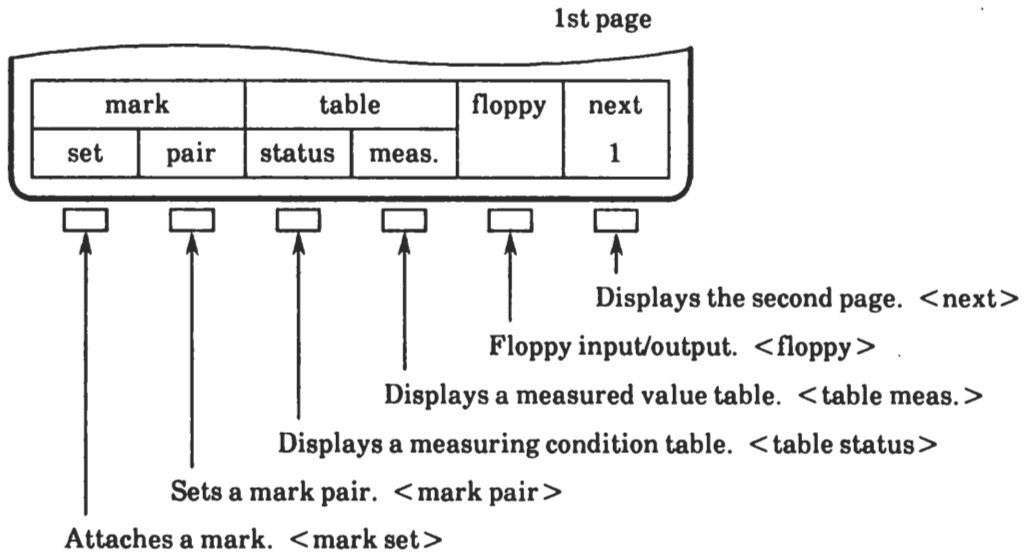 1st page
mark table floppy next
set pair status meas. 1
Displays the second page. <next>
Floppy input/output. <floppy>
Displays a measured value table. <table meas.>
Displays a measuring condition table. <table status>
Sets a mark pair. <mark pair>
Attaches a mark. <mark set>